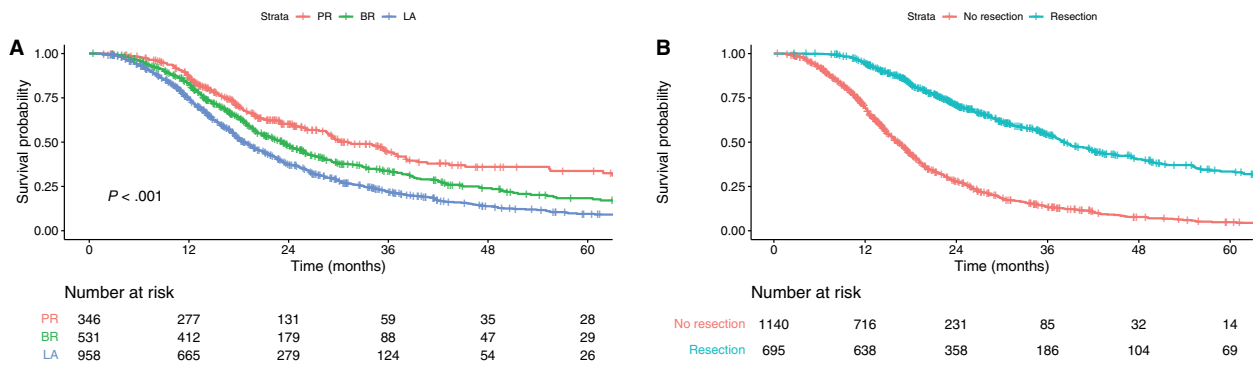 Strata PR BR LA
A
1.00
0.75
0.50
0.25
0.00
Survival probability
P < .001
0 12 24 36 48 60
Time (months)
Number at risk
PR 346 277 131 59 35 28
BR 531 412 179 88 47 29
LA 958 665 279 124 54 26
Strata No resection Resection
B
1.00
0.75
0.50
0.25
0.00
Survival probability
0 12 24 36 48 60
Time (months)
Number at risk
No resection 1140 716 231 85 32 14
Resection 695 638 358 186 104 69